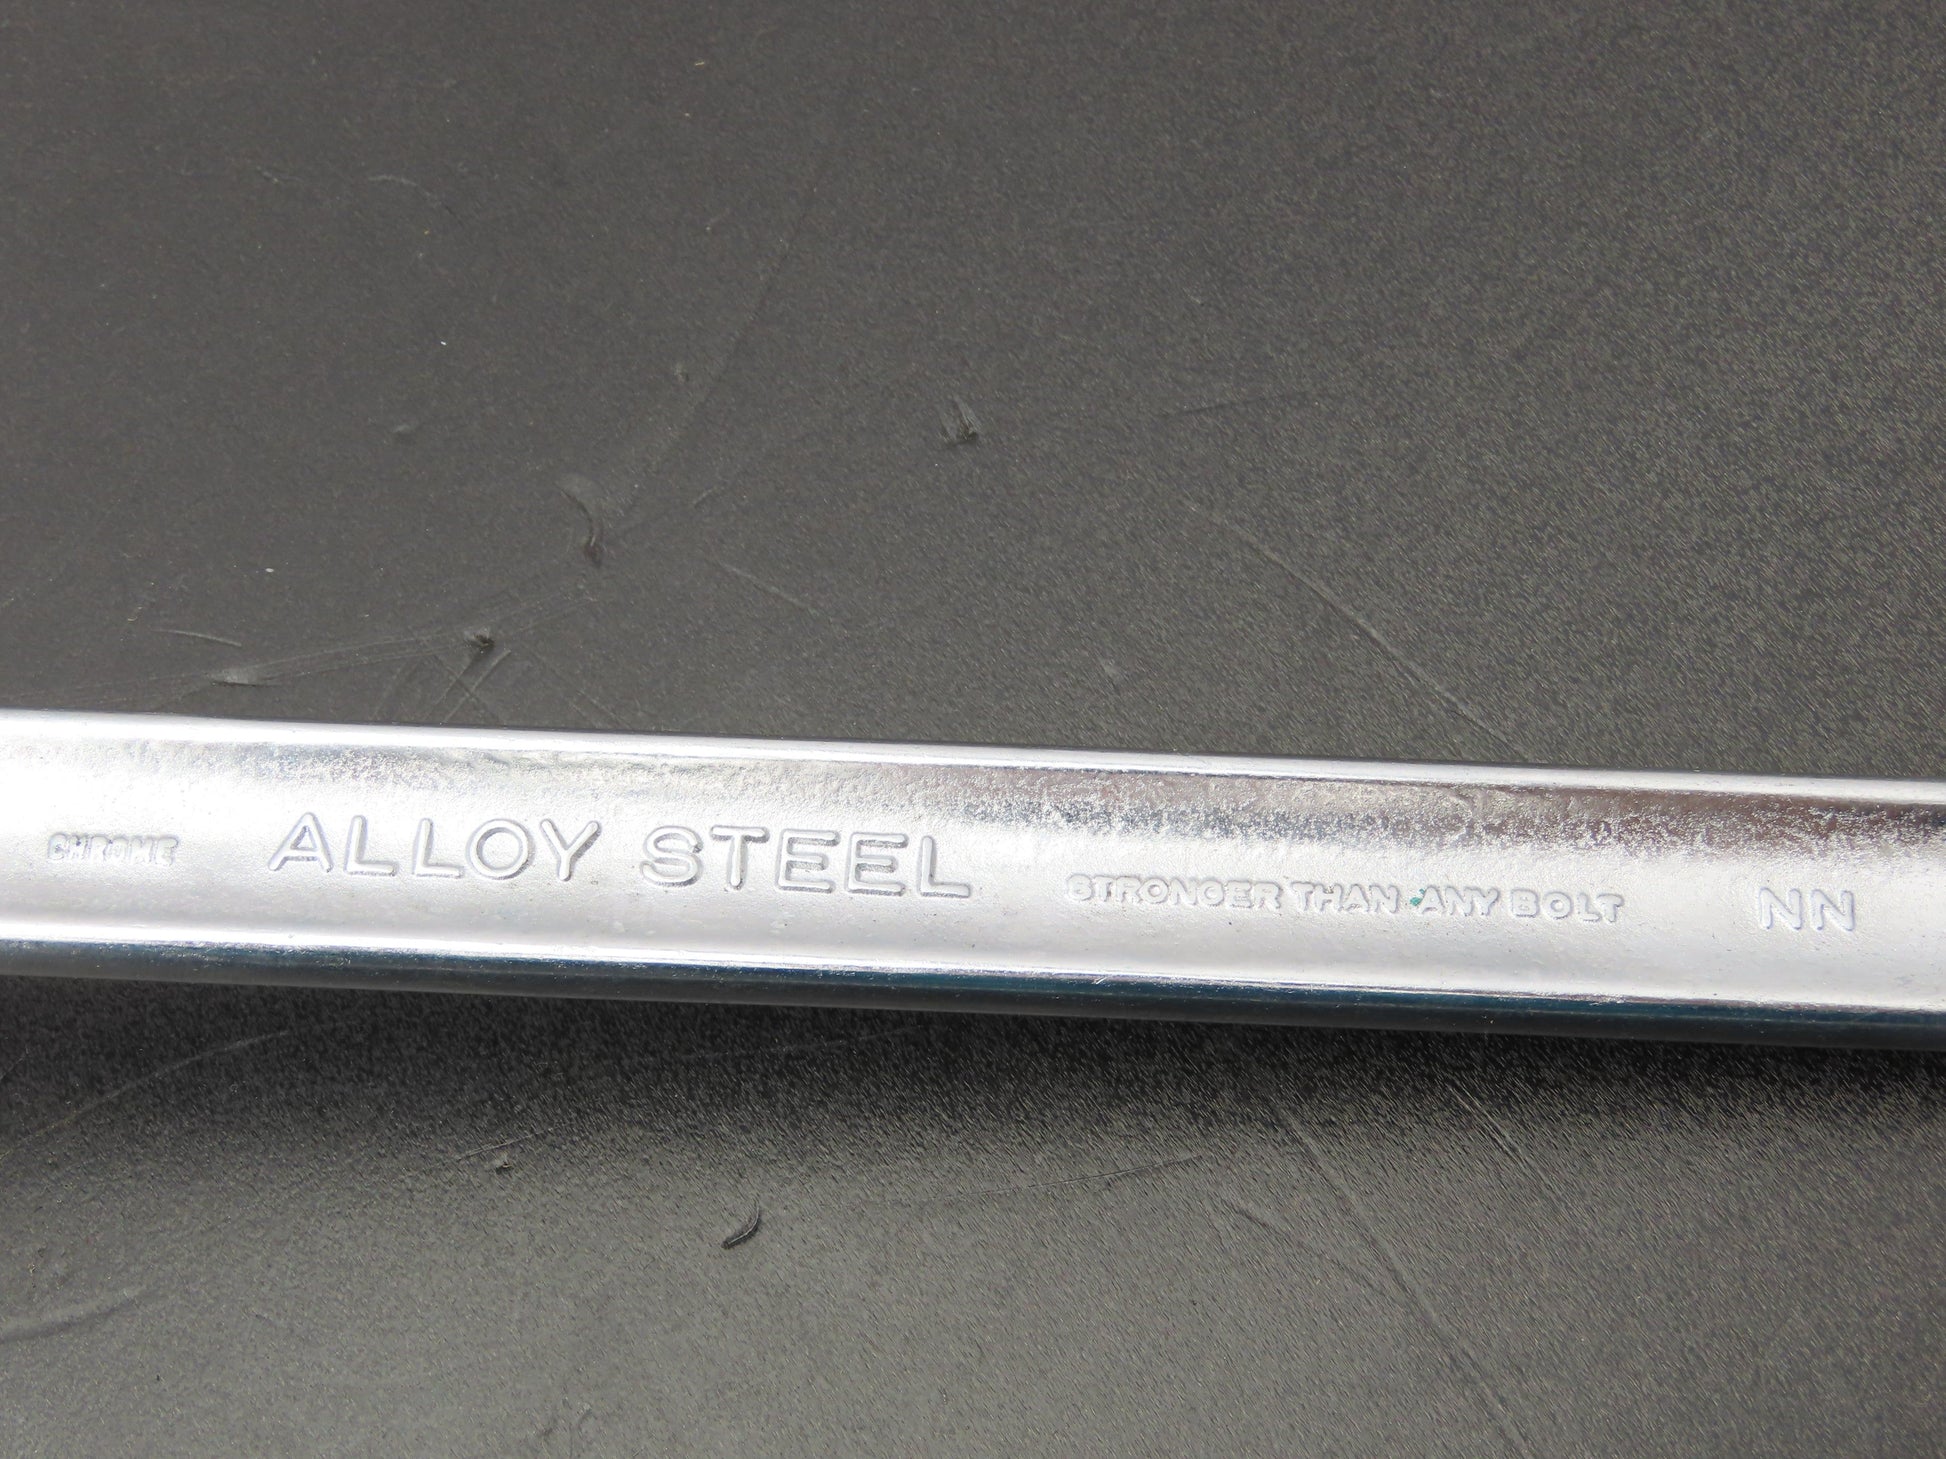 CHROME ALLOY STEEL STRONGER THAN ANY BOLT NN